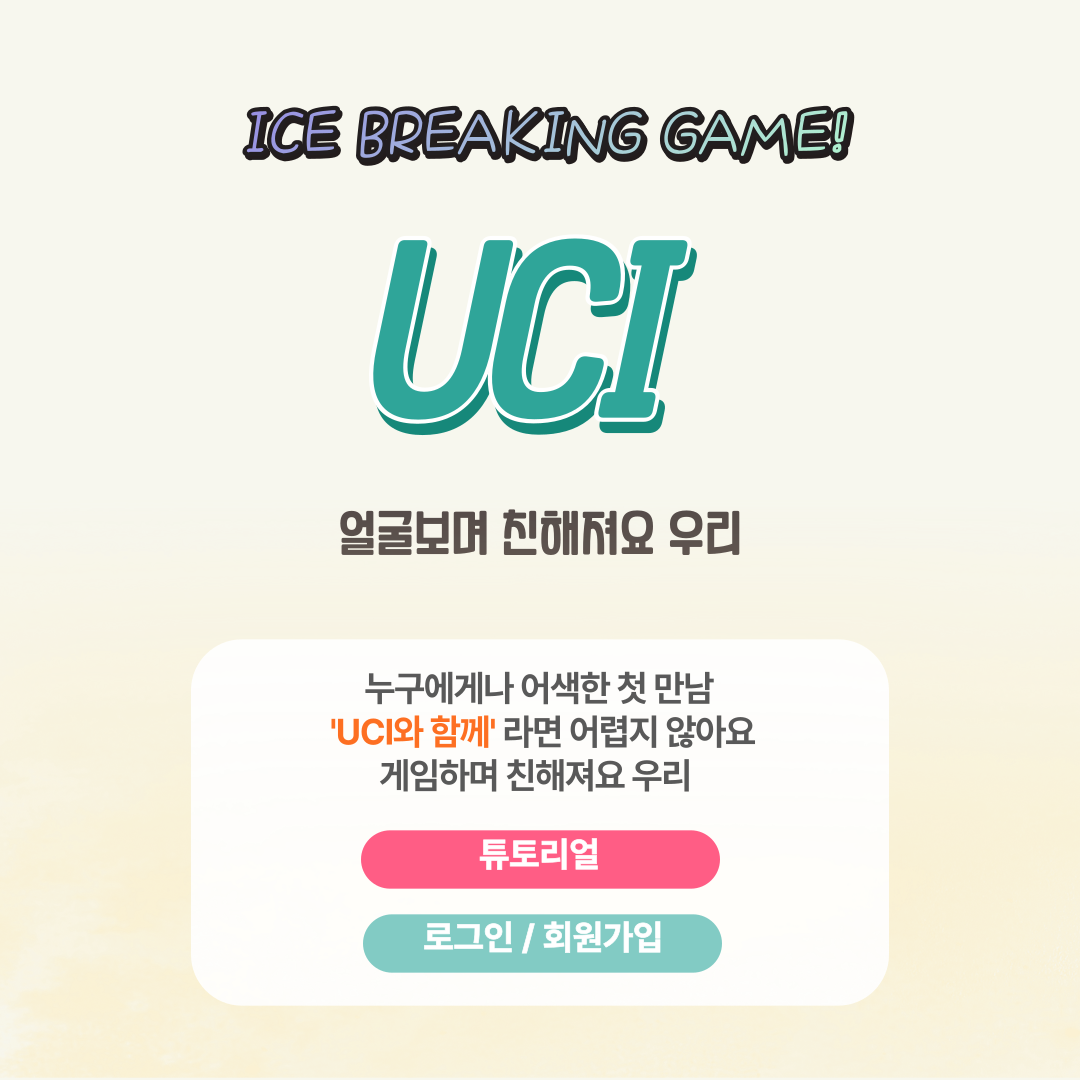 ICE BREAKING GAME!
UCI
얼굴보며 친해져요 우리
누구에게나 어색한 첫 만남
'UCI와 함께' 라면 어렵지 않아요
게임하며 친해져요 우리
튜토리얼
로그인 / 회원가입